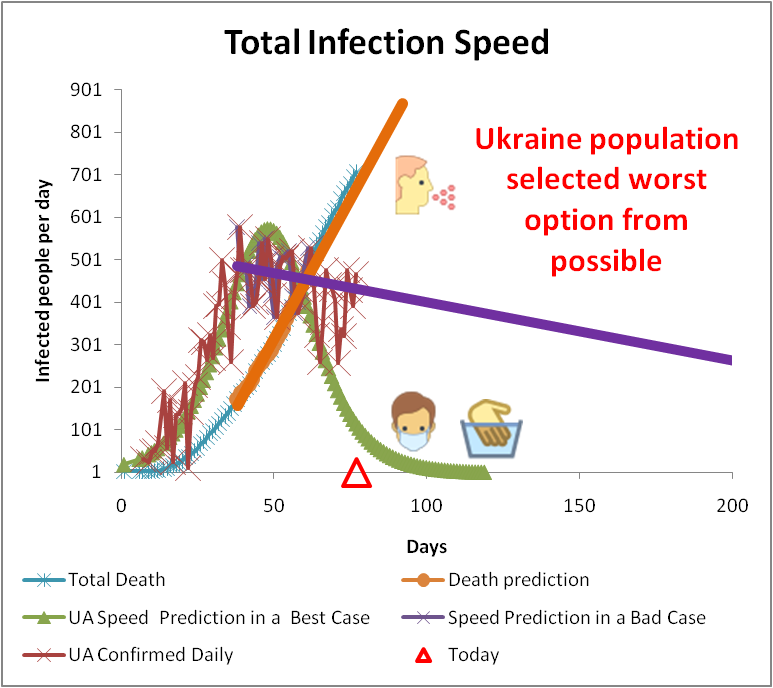 Total Infection Speed
Infected people per day
901
801
701
601
501
401
301
201
101
1
Ukraine population
selected worst
option from
possible
0
50
100
150
200
Days
Total Death
Death prediction
UA Speed Prediction in a Best Case
Speed Prediction in a Bad Case
UA Confirmed Daily
Today